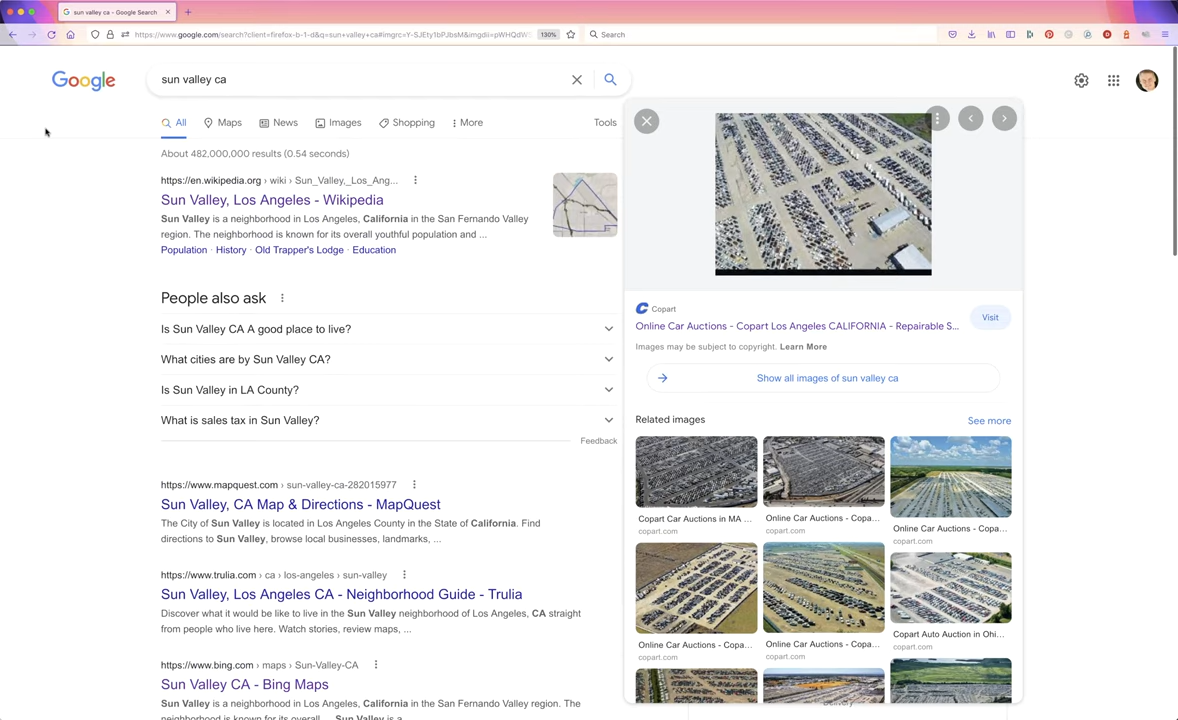 sun valley ca - Google Search
https://www.google.com/search?client=firefox-b-1-d&q=sun+valley+ca#imgrc=Y-SJEty1bPJbsM&imgdii=pWHQdW
130%
Search
Google
sun valley ca
All
Maps
News
Images
Shopping
More
Tools
About 482,000,000 results (0.54 seconds)
https://en.wikipedia.org › wiki › Sun_Valley,_Los_Ang...
Sun Valley, Los Angeles - Wikipedia
Sun Valley is a neighborhood in Los Angeles, California in the San Fernando Valley
region. The neighborhood is known for its overall youthful population and ...
Population · History · Old Trapper's Lodge · Education
People also ask
Is Sun Valley CA A good place to live?
What cities are by Sun Valley CA?
Is Sun Valley in LA County?
What is sales tax in Sun Valley?
Feedback
https://www.mapquest.com › sun-valley-ca-282015977
Sun Valley, CA Map & Directions - MapQuest
The City of Sun Valley is located in Los Angeles County in the State of California. Find
directions to Sun Valley, browse local businesses, landmarks, ...
https://www.trulia.com › ca › los-angeles › sun-valley
Sun Valley, Los Angeles CA - Neighborhood Guide - Trulia
Discover what it would be like to live in the Sun Valley neighborhood of Los Angeles, CA straight
from people who live here. Watch stories, review maps, ...
https://www.bing.com › maps › Sun-Valley-CA
Sun Valley CA - Bing Maps
Sun Valley is a neighborhood in Los Angeles, California in the San Fernando Valley region. The
neighborhood is known for its overall ... Sun Valley is a
Copart
Online Car Auctions - Copart Los Angeles CALIFORNIA - Repairable S...
Visit
Images may be subject to copyright. Learn More
Show all images of sun valley ca
Related images
See more
Copart Car Auctions in MA ...
copart.com
Online Car Auctions - Copa...
copart.com
Online Car Auctions - Copa...
copart.com
Online Car Auctions - Copa...
copart.com
Online Car Auctions - Copa...
copart.com
Copart Auto Auction in Ohi...
copart.com
Delivery